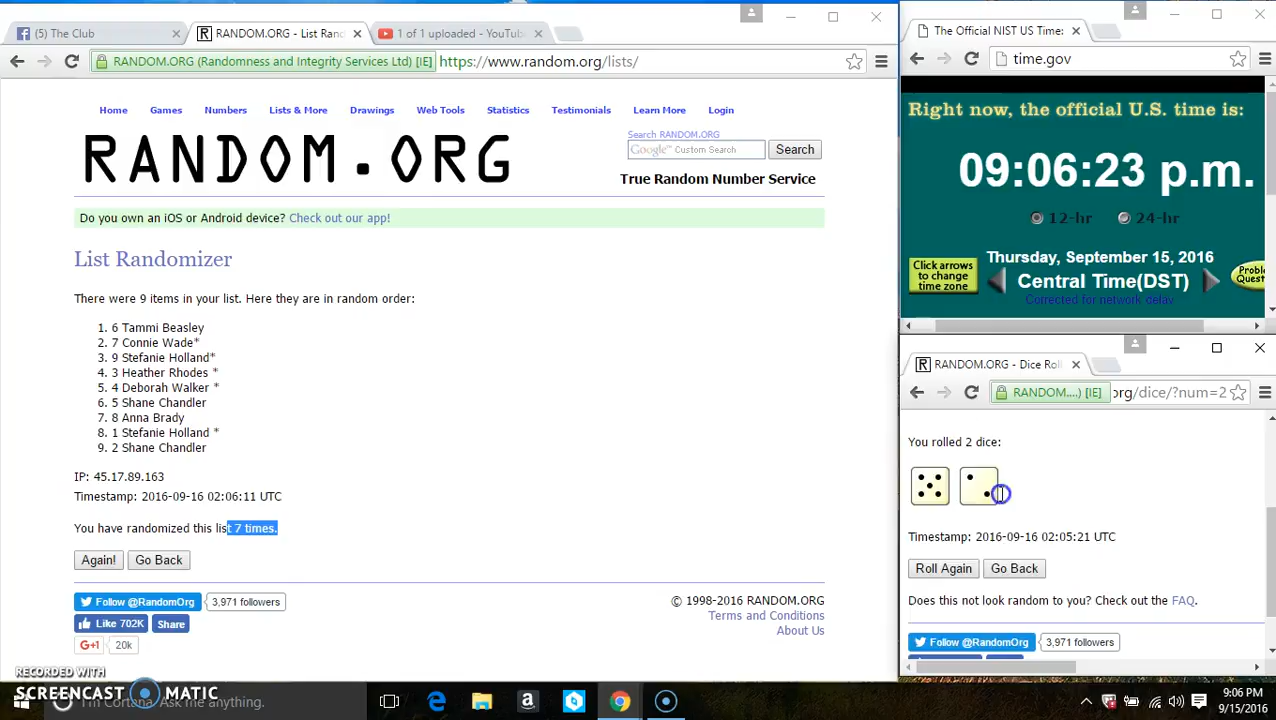 (5) The Club
RANDOM.ORG - List Rand
1 of 1 uploaded - YouTub
RANDOM.ORG (Randomness and Integrity Services Ltd) [IE]
https://www.random.org/lists/
Home Games Numbers Lists & More Drawings Web Tools Statistics Testimonials Learn More Login
RANDOM.ORG
Search RANDOM.ORG
Google™ Custom Search
Search
True Random Number Service
Do you own an iOS or Android device? Check out our app!
List Randomizer
There were 9 items in your list. Here they are in random order:
1. 6 Tammi Beasley
2. 7 Connie Wade*
3. 9 Stefanie Holland*
4. 3 Heather Rhodes *
5. 4 Deborah Walker *
6. 5 Shane Chandler
7. 8 Anna Brady
8. 1 Stefanie Holland *
9. 2 Shane Chandler
IP: 45.17.89.163
Timestamp: 2016-09-16 02:06:11 UTC
You have randomized this list 7 times.
Again! Go Back
Follow @RandomOrg 3,971 followers
Like 702K Share
G+1 20k
© 1998-2016 RANDOM.ORG
Terms and Conditions
About Us
The Official NIST US Time:
time.gov
Right now, the official U.S. time is:
09:06:23 p.m.
12-hr 24-hr
Click arrows
to change
time zone
Thursday, September 15, 2016
Central Time(DST)
Corrected for network delay
Proble
Quest
RANDOM.ORG - Dice Roll
RANDOM....) [IE]
org/dice/?num=2
You rolled 2 dice:
Timestamp: 2016-09-16 02:05:21 UTC
Roll Again Go Back
Does this not look random to you? Check out the FAQ.
Follow @RandomOrg 3,971 followers
RECORDED WITH
SCREENCAST MATIC
I'm Cortana. Ask me anything.
9:06 PM
9/15/2016